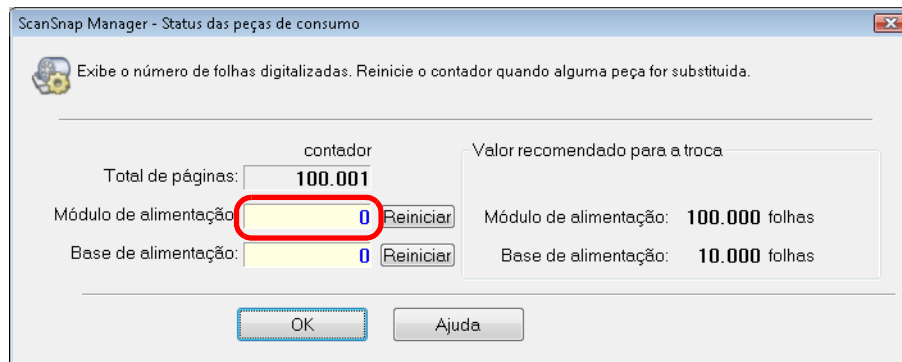 ScanSnap Manager - Status das peças de consumo
Exibe o número de folhas digitalizadas. Reinicie o contador quando alguma peça for substituida.
contador
Total de páginas: 100.001
Módulo de alimentação 0 Reiniciar
Base de alimentação: 0 Reiniciar
Valor recomendado para a troca
Módulo de alimentação: 100.000 folhas
Base de alimentação: 10.000 folhas
OK Ajuda